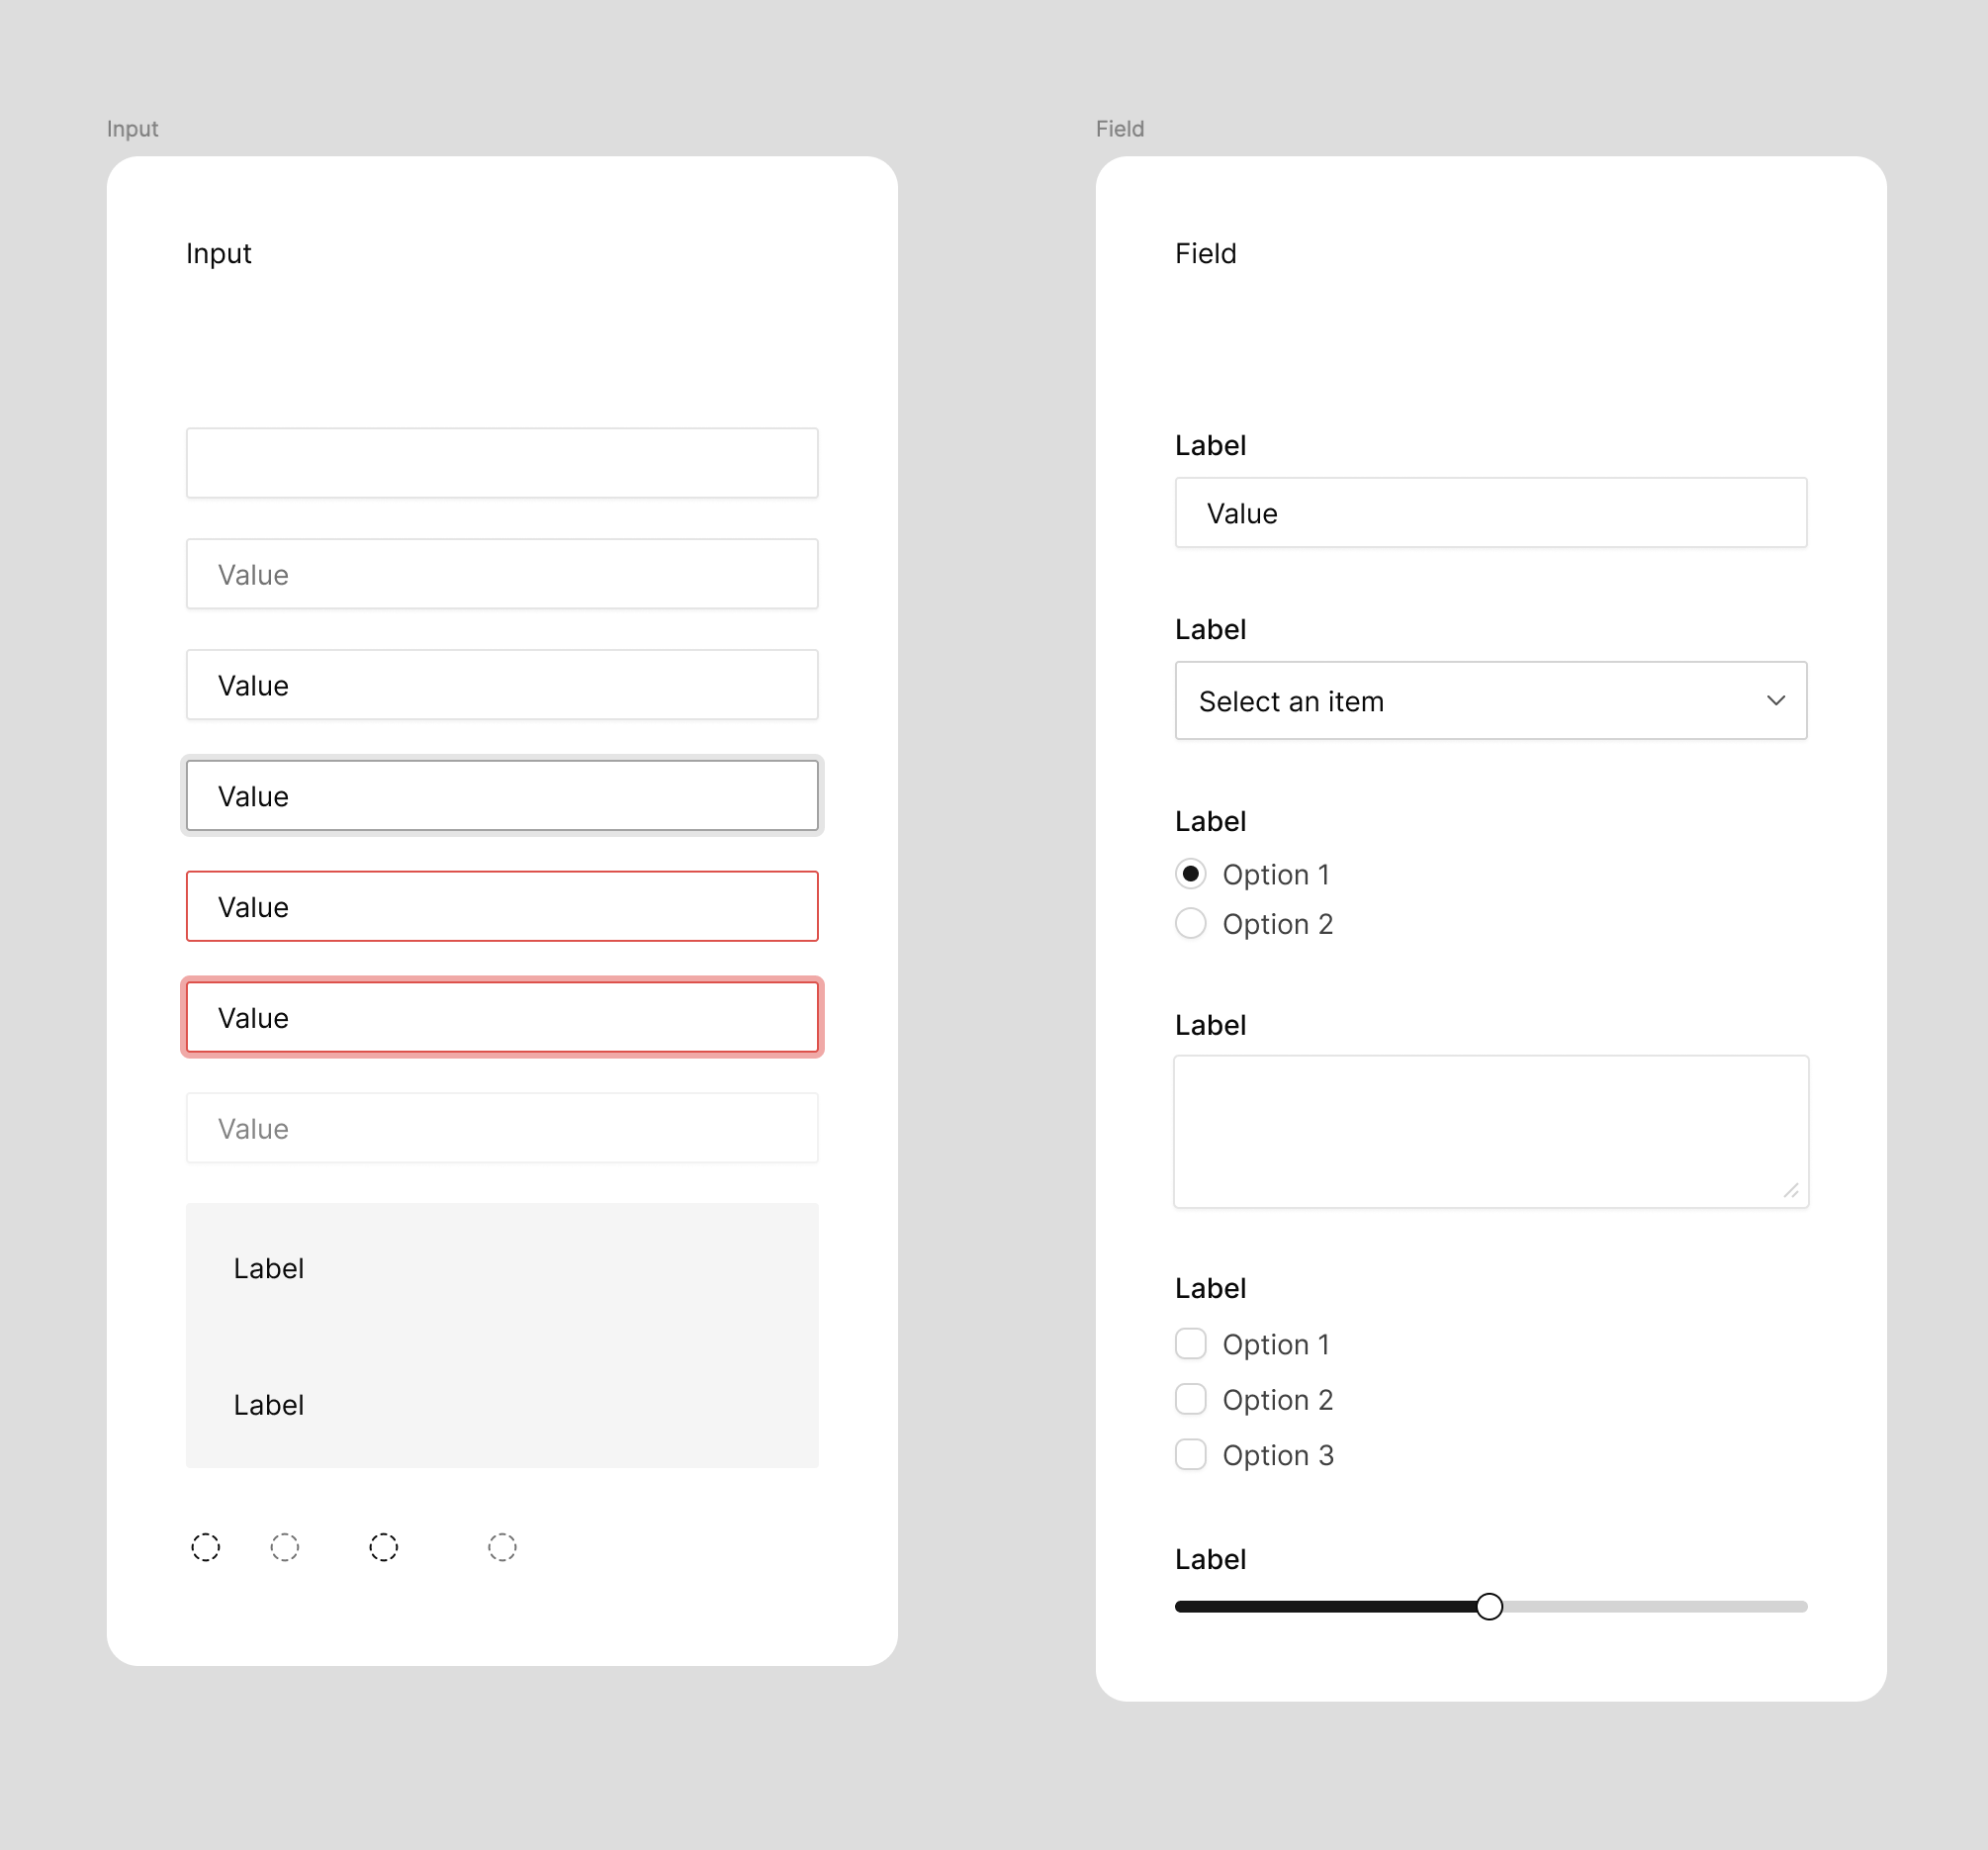 Input
Input
Value
Value
Value
Value
Value
Value
Label
Label
Field
Field
Label
Value
Label
Select an item
Label
Option 1
Option 2
Label
Label
Option 1
Option 2
Option 3
Label